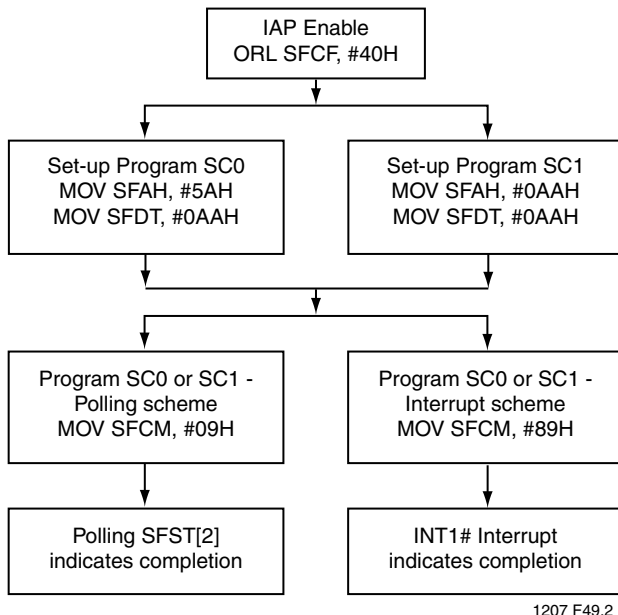 IAP Enable
ORL SFCF, #40H
Set-up Program SC0
MOV SFAH, #5AH
MOV SFDT, #0AAH
Set-up Program SC1
MOV SFAH, #0AAH
MOV SFDT, #0AAH
Program SC0 or SC1 -
Polling scheme
MOV SFCM, #09H
Program SC0 or SC1 -
Interrupt scheme
MOV SFCM, #89H
Polling SFST[2]
indicates completion
INT1# Interrupt
indicates completion
1207 F49.2